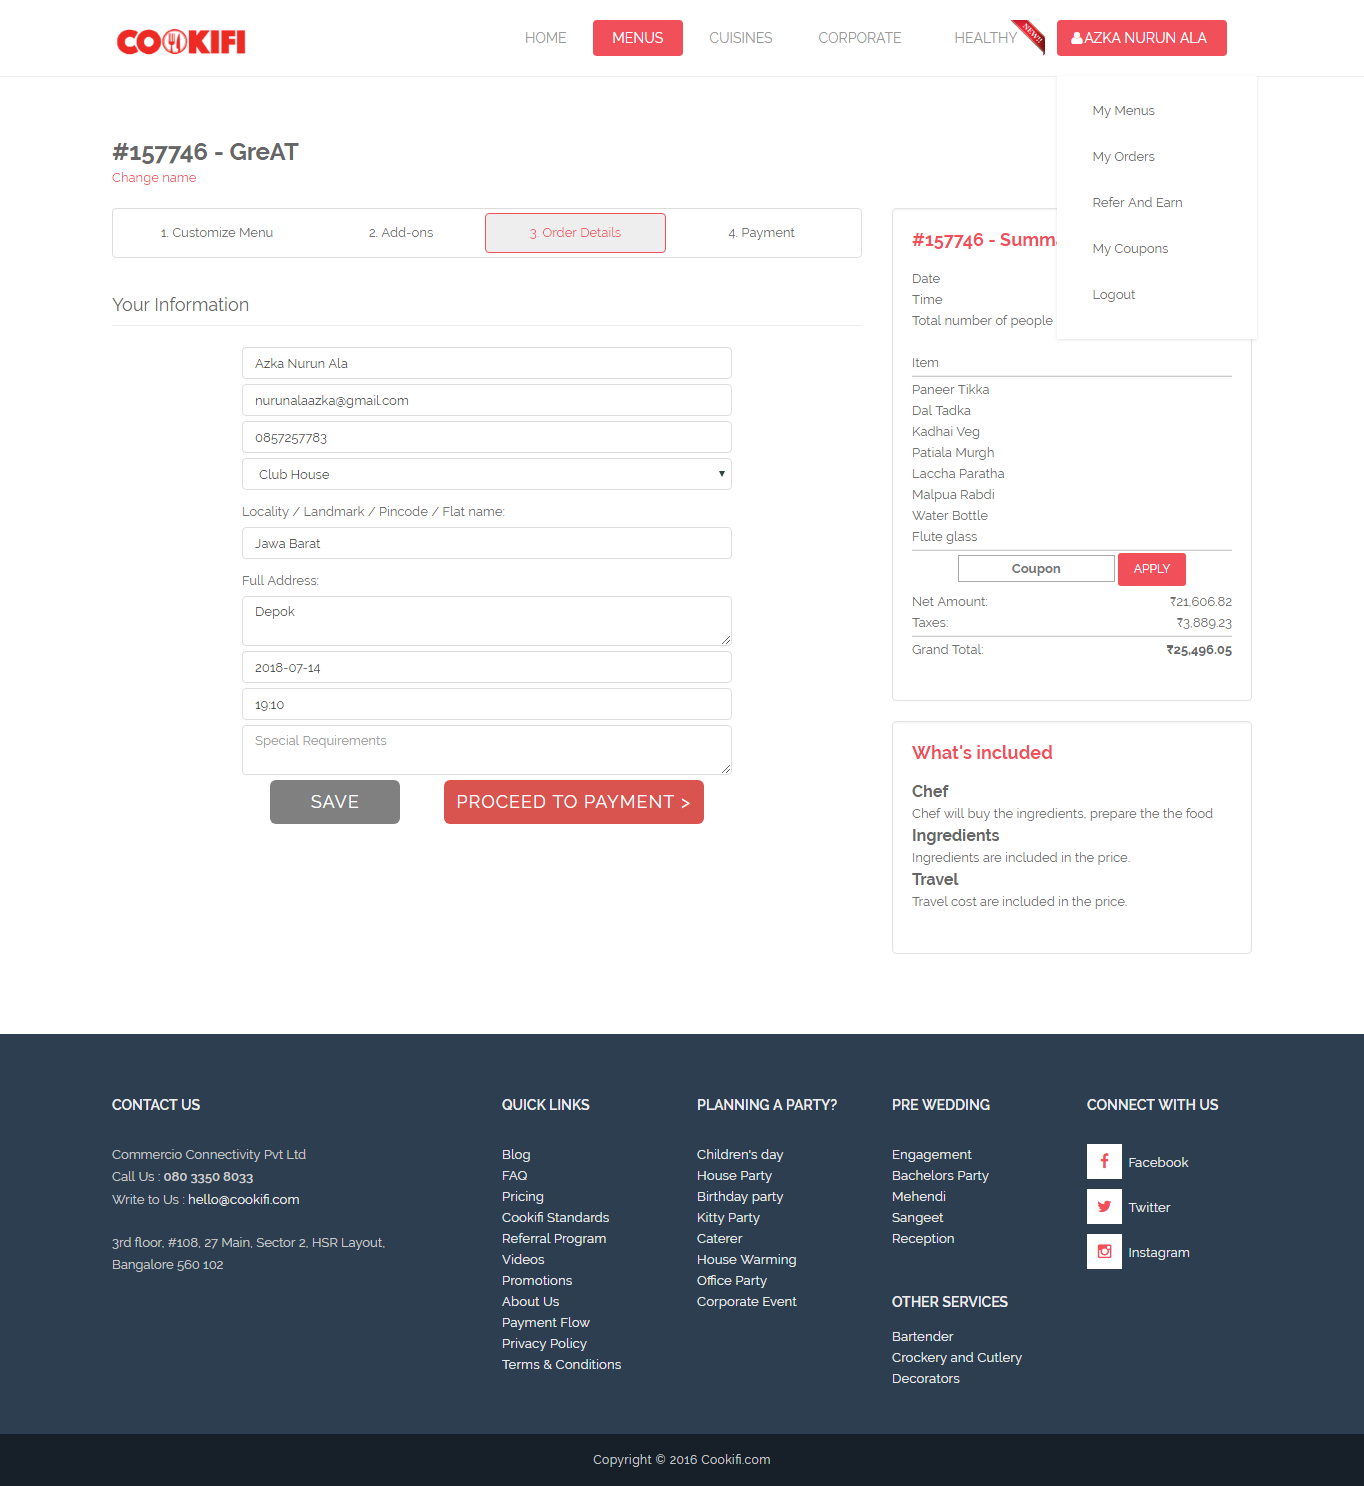 COOKIFI
HOME
MENUS
CUISINES
CORPORATE
HEALTHY
NEW!!
AZKA NURUN ALA
My Menus
My Orders
Refer And Earn
My Coupons
Logout
#157746 - GreAT
Change name
1. Customize Menu
2. Add-ons
3. Order Details
4. Payment
Your Information
Azka Nurun Ala
nurunalaazka@gmail.com
0857257783
Club House
Locality / Landmark / Pincode / Flat name:
Jawa Barat
Full Address:
Depok
2018-07-14
19:10
Special Requirements
SAVE
PROCEED TO PAYMENT >
#157746 - Summa
Date
Time
Total number of people
Item
Paneer Tikka
Dal Tadka
Kadhai Veg
Patiala Murgh
Laccha Paratha
Malpua Rabdi
Water Bottle
Flute glass
Coupon
APPLY
Net Amount: ₹21,606.82
Taxes: ₹3,889.23
Grand Total: ₹25,496.05
What's included
Chef
Chef will buy the ingredients, prepare the the food
Ingredients
Ingredients are included in the price.
Travel
Travel cost are included in the price.
CONTACT US
Commercio Connectivity Pvt Ltd
Call Us : 080 3350 8033
Write to Us : hello@cookifi.com
3rd floor, #108, 27 Main, Sector 2, HSR Layout,
Bangalore 560 102
QUICK LINKS
Blog
FAQ
Pricing
Cookifi Standards
Referral Program
Videos
Promotions
About Us
Payment Flow
Privacy Policy
Terms & Conditions
PLANNING A PARTY?
Children's day
House Party
Birthday party
Kitty Party
Caterer
House Warming
Office Party
Corporate Event
PRE WEDDING
Engagement
Bachelors Party
Mehendi
Sangeet
Reception
OTHER SERVICES
Bartender
Crockery and Cutlery
Decorators
CONNECT WITH US
Facebook
Twitter
Instagram
Copyright © 2016 Cookifi.com